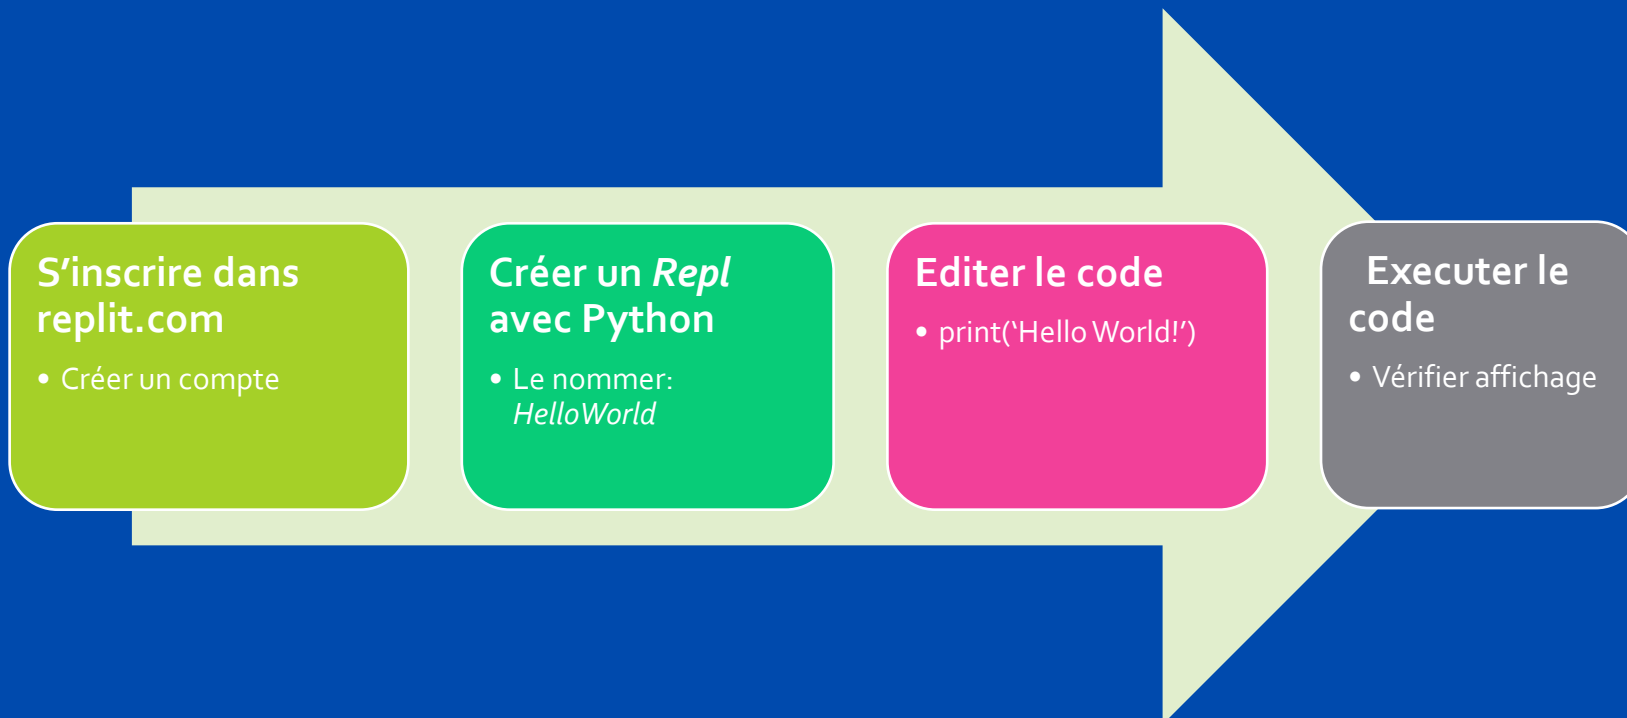 S’inscrire dans
replit.com
• Créer un compte
Créer un Repl
avec Python
• Le nommer:
HelloWorld
Editer le code
• print(‘Hello World!’)
Executer le
code
• Vérifier affichage